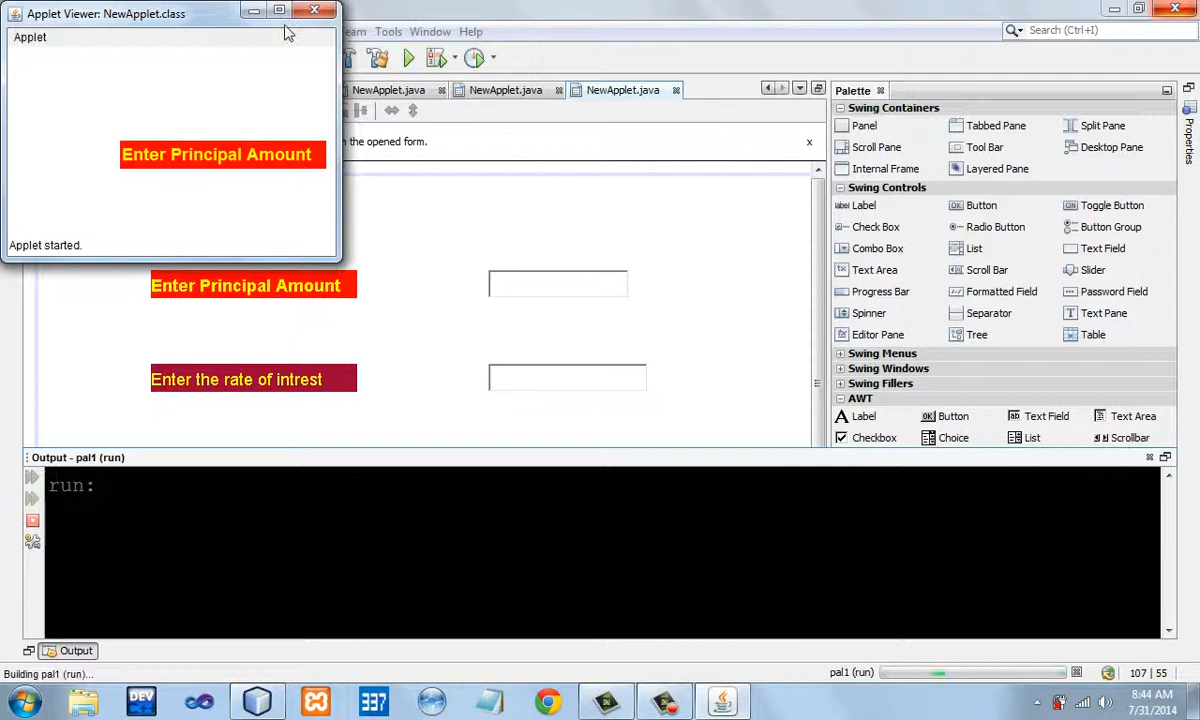 Applet Viewer: NewApplet.class
Applet
Enter Principal Amount
Applet started.
eam Tools Window Help
Search (Ctrl+I)
NewApplet.java
NewApplet.java
NewApplet.java
n the opened form.
x
Enter Principal Amount
Enter the rate of intrest
Palette
Swing Containers
Panel Tabbed Pane Split Pane
Scroll Pane Tool Bar Desktop Pane
Internal Frame Layered Pane
Swing Controls
label Label OK Button ON Toggle Button
Check Box Radio Button Button Group
Combo Box List Text Field
Text Area Scroll Bar Slider
Progress Bar Formatted Field Password Field
Spinner Separator T Text Pane
Editor Pane Tree Table
Swing Menus
Swing Windows
Swing Fillers
AWT
A Label OK Button Text Field Text Area
Checkbox Choice List Scrollbar
Properties
Output - pal1 (run)
run:
Output
Building pal1 (run)...
pal1 (run)
107 | 55
DEV
337
8:44 AM
7/31/2014